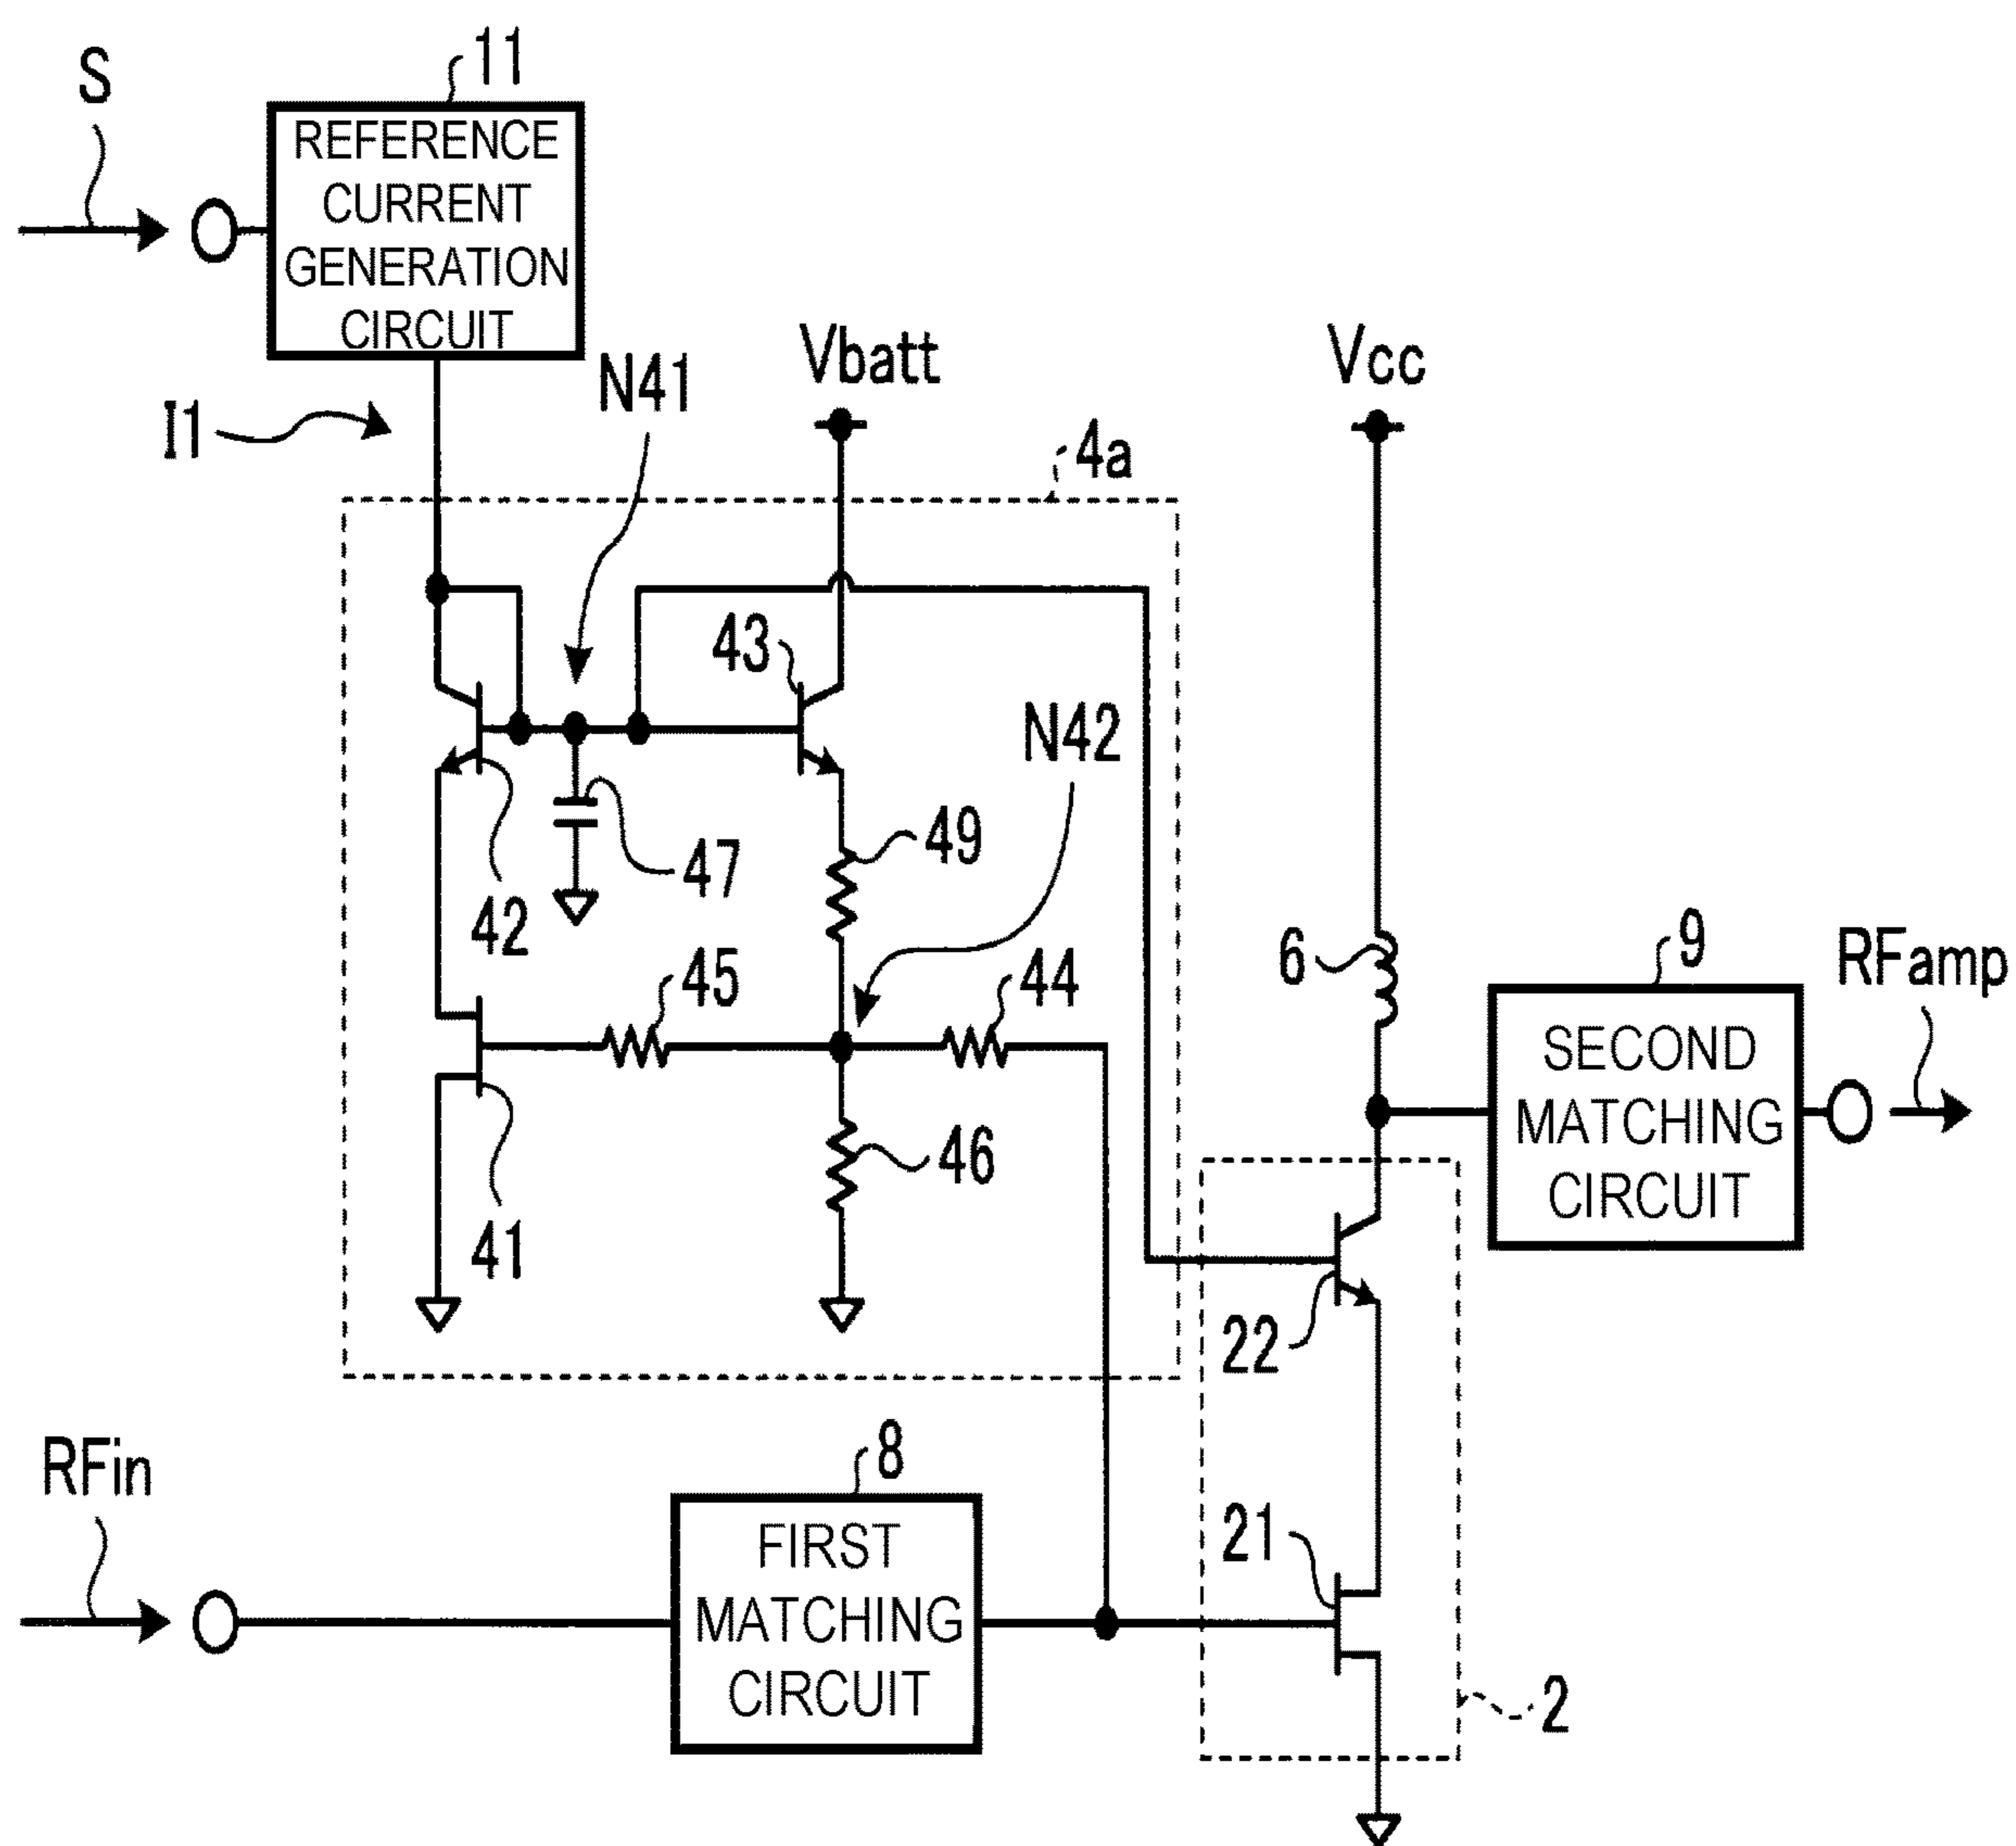 S
11
REFERENCE
CURRENT
GENERATION
CIRCUIT
I1
N41
Vbatt
Vcc
4a
43
N42
42
47
49
45
44
41
46
6
9
SECOND
MATCHING
CIRCUIT
RFamp
22
RFin
8
FIRST
MATCHING
CIRCUIT
21
2